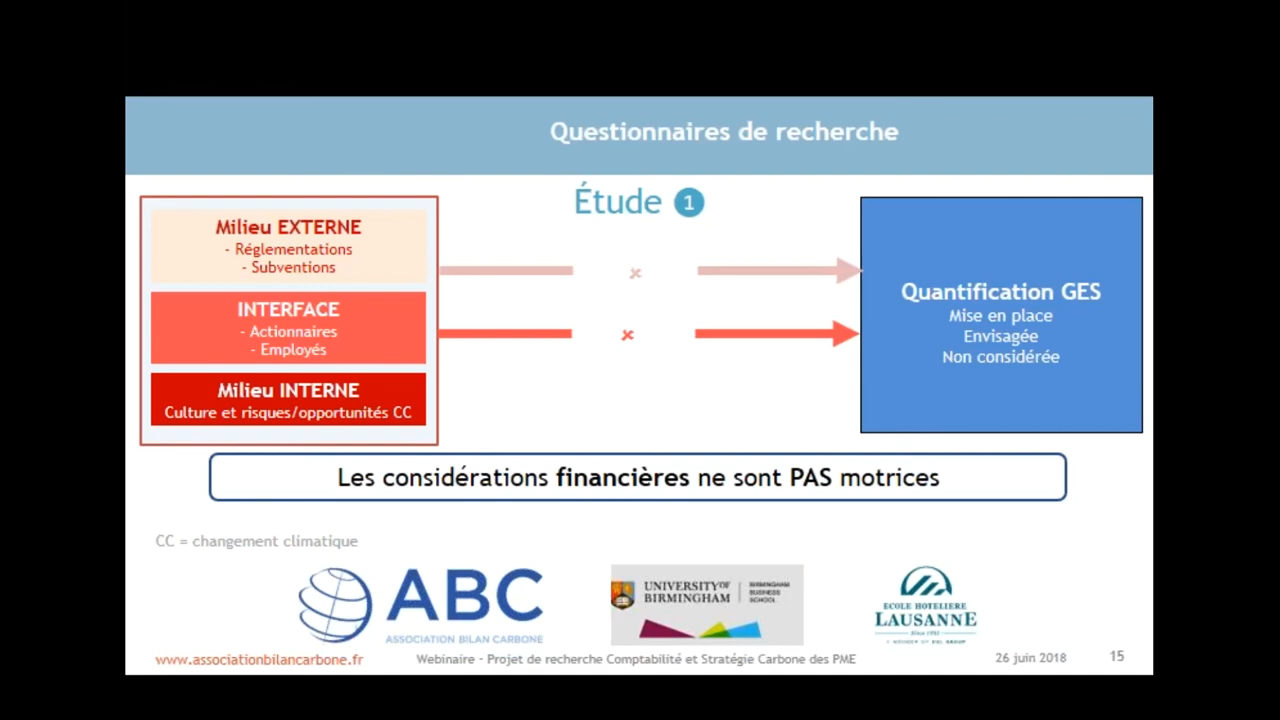 Questionnaires de recherche
Étude 1
Milieu EXTERNE
- Réglementations
- Subventions
INTERFACE
- Actionnaires
- Employés
Milieu INTERNE
Culture et risques/opportunités CC
Quantification GES
Mise en place
Envisagée
Non considérée
Les considérations financières ne sont PAS motrices
CC = changement climatique
ABC
ASSOCIATION BILAN CARBONE
UNIVERSITY OF
BIRMINGHAM
BIRMINGHAM
BUSINESS
SCHOOL
ECOLE HOTELIERE
LAUSANNE
Since 1893
www.associationbilancarbone.fr
Webinaire - Projet de recherche Comptabilité et Stratégie Carbone des PME
26 juin 2018
15